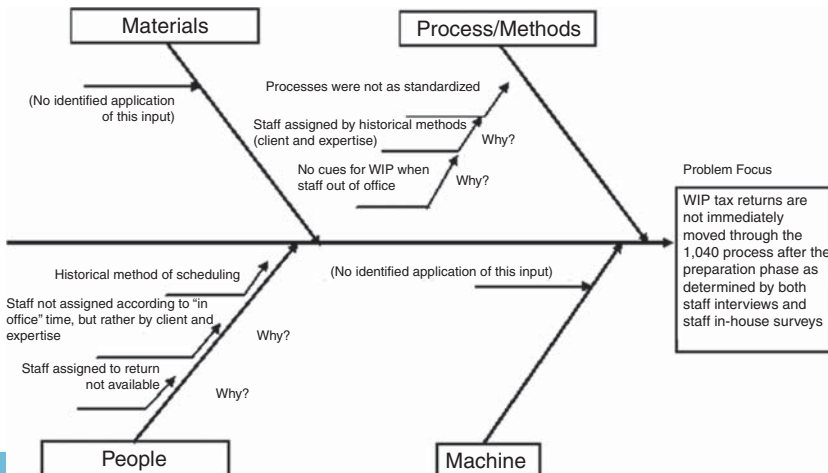 Materials
Process/Methods
(No identified application
of this input)
Processes were not as standardized
Staff assigned by historical methods
(client and expertise)
Why?
No cues for WIP when
staff out of office
Why?
Problem Focus
WIP tax returns are
not immediately
moved through the
1,040 process after the
preparation phase as
determined by both
staff interviews and
staff in-house surveys
Historical method of scheduling
(No identified application of this input)
Staff not assigned according to “in
office” time, but rather by client and
expertise
Why?
Staff assigned to return
not available
Why?
People
Machine